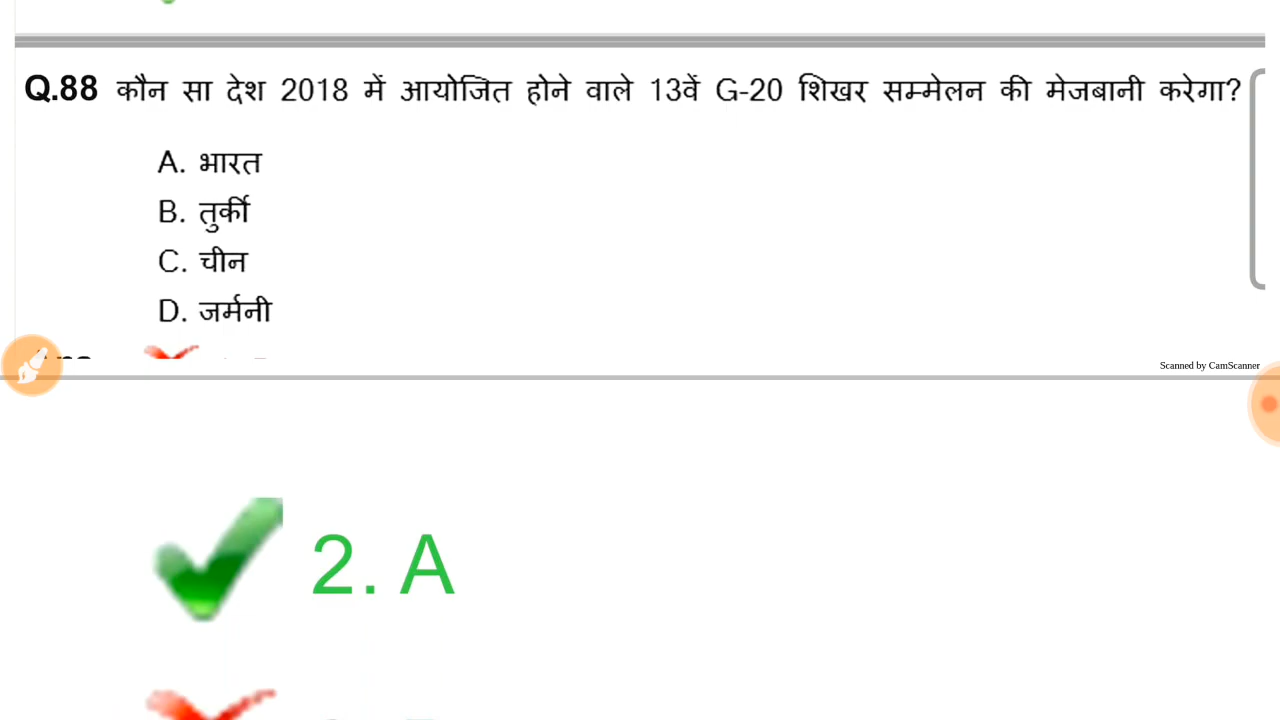 Q.88 कौन सा देश 2018 में आयोजित होने वाले 13वें G-20 शिखर सम्मेलन की मेजबानी करेगा?
A. भारत
B. तुर्की
C. चीन
D. जर्मनी
Scanned by CamScanner
2. A